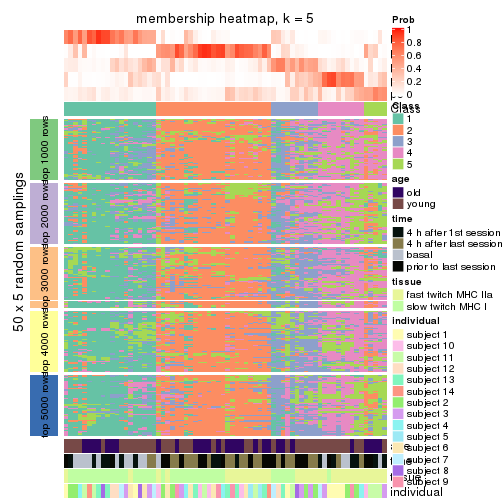 membership heatmap, k = 5
50 x 5 random samplings
top 1000 rows
top 2000 rows
top 3000 rows
top 4000 rows
top 5000 rows
Prob
1
0.8
0.6
0.4
0.2
0
Class
Class
1
2
3
4
5
age
old
young
time
4 h after 1st session
4 h after last session
basal
prior to last session
tissue
fast twitch MHC IIa
slow twitch MHC I
individual
subject 1
subject 10
subject 11
subject 12
subject 13
subject 14
subject 2
subject 3
subject 4
subject 5
subject 6
subject 7
subject 8
subject 9
individual